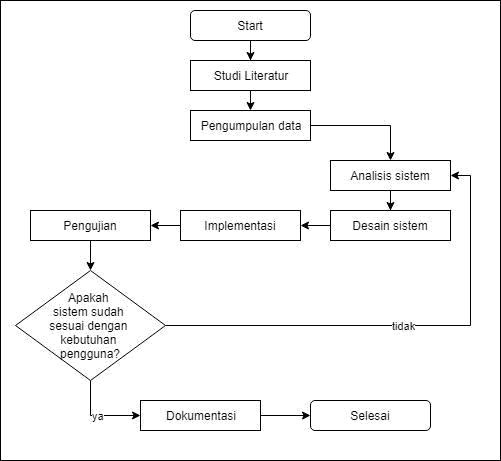 Start
Studi Literatur
Pengumpulan data
Analisis sistem
Desain sistem
Implementasi
Pengujian
Apakah
sistem sudah
sesuai dengan
kebutuhan
pengguna?
tidak
ya
Dokumentasi
Selesai